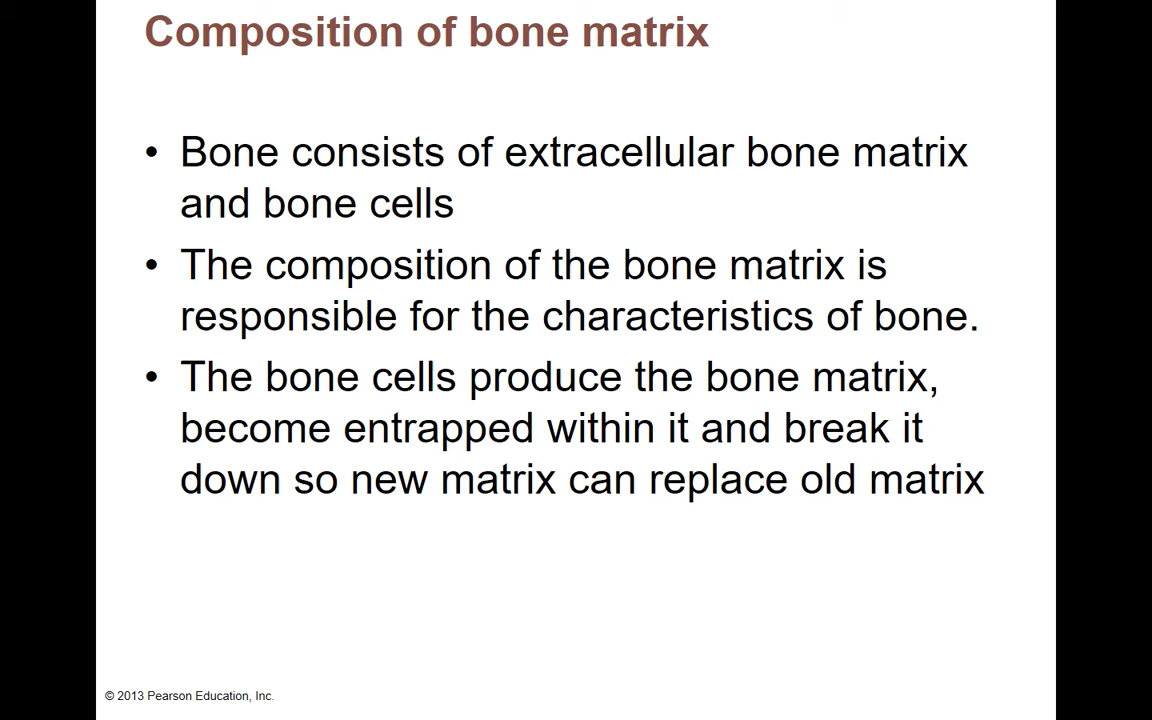 Composition of bone matrix
• Bone consists of extracellular bone matrix
and bone cells
• The composition of the bone matrix is
responsible for the characteristics of bone.
• The bone cells produce the bone matrix,
become entrapped within it and break it
down so new matrix can replace old matrix
© 2013 Pearson Education, Inc.